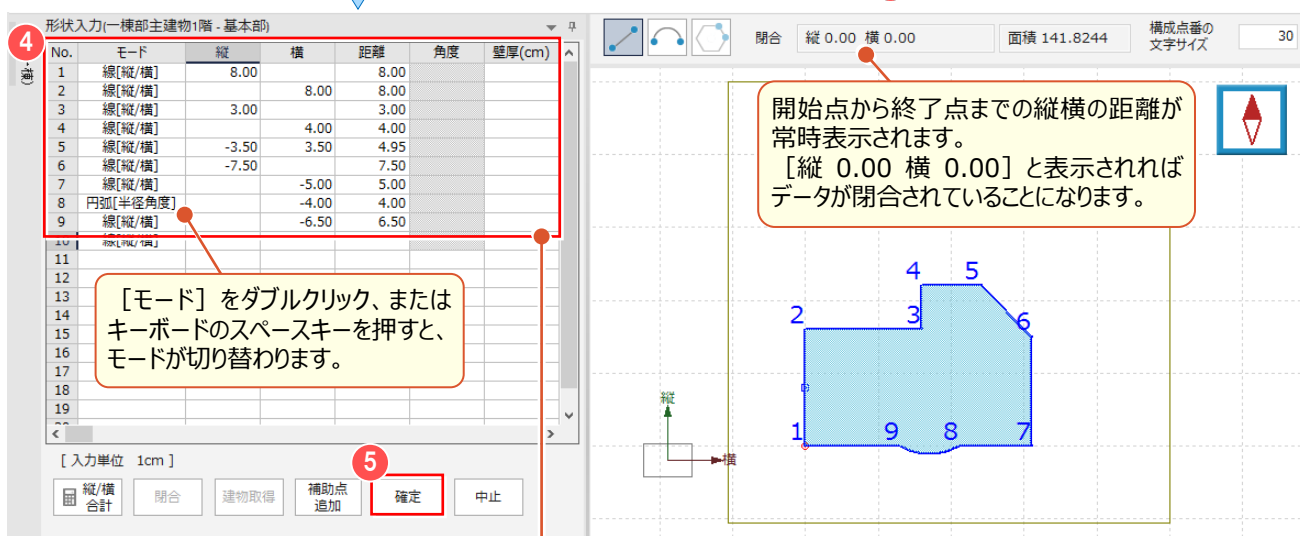 形状入力(一棟部主建物1階 - 基本部)
4
No. モード 縦 横 距離 角度 壁厚(cm)
1 線[縦/横] 8.00 8.00
2 線[縦/横] 8.00 8.00
3 線[縦/横] 3.00 3.00
4 線[縦/横] 4.00 4.00
5 線[縦/横] -3.50 3.50 4.95
6 線[縦/横] -7.50 7.50
7 線[縦/横] -5.00 5.00
8 円弧[半径角度] -4.00 4.00
9 線[縦/横] -6.50 6.50
10 線[縦/横]
11
12
13
14
15
16
17
18
19
［モード］をダブルクリック、または
キーボードのスペースキーを押すと、
モードが切り替わります。
[ 入力単位 1cm ]
5
縦/横
合計
閉合
建物取得
補助点
追加
確定
中止
閉合 縦 0.00 横 0.00
面積 141.8244
構成点番の
文字サイズ
30
開始点から終了点までの縦横の距離が
常時表示されます。
［縦 0.00 横 0.00］と表示されれば
データが閉合されていることになります。
4 5
2 3 6
1 9 8 7
縦
横